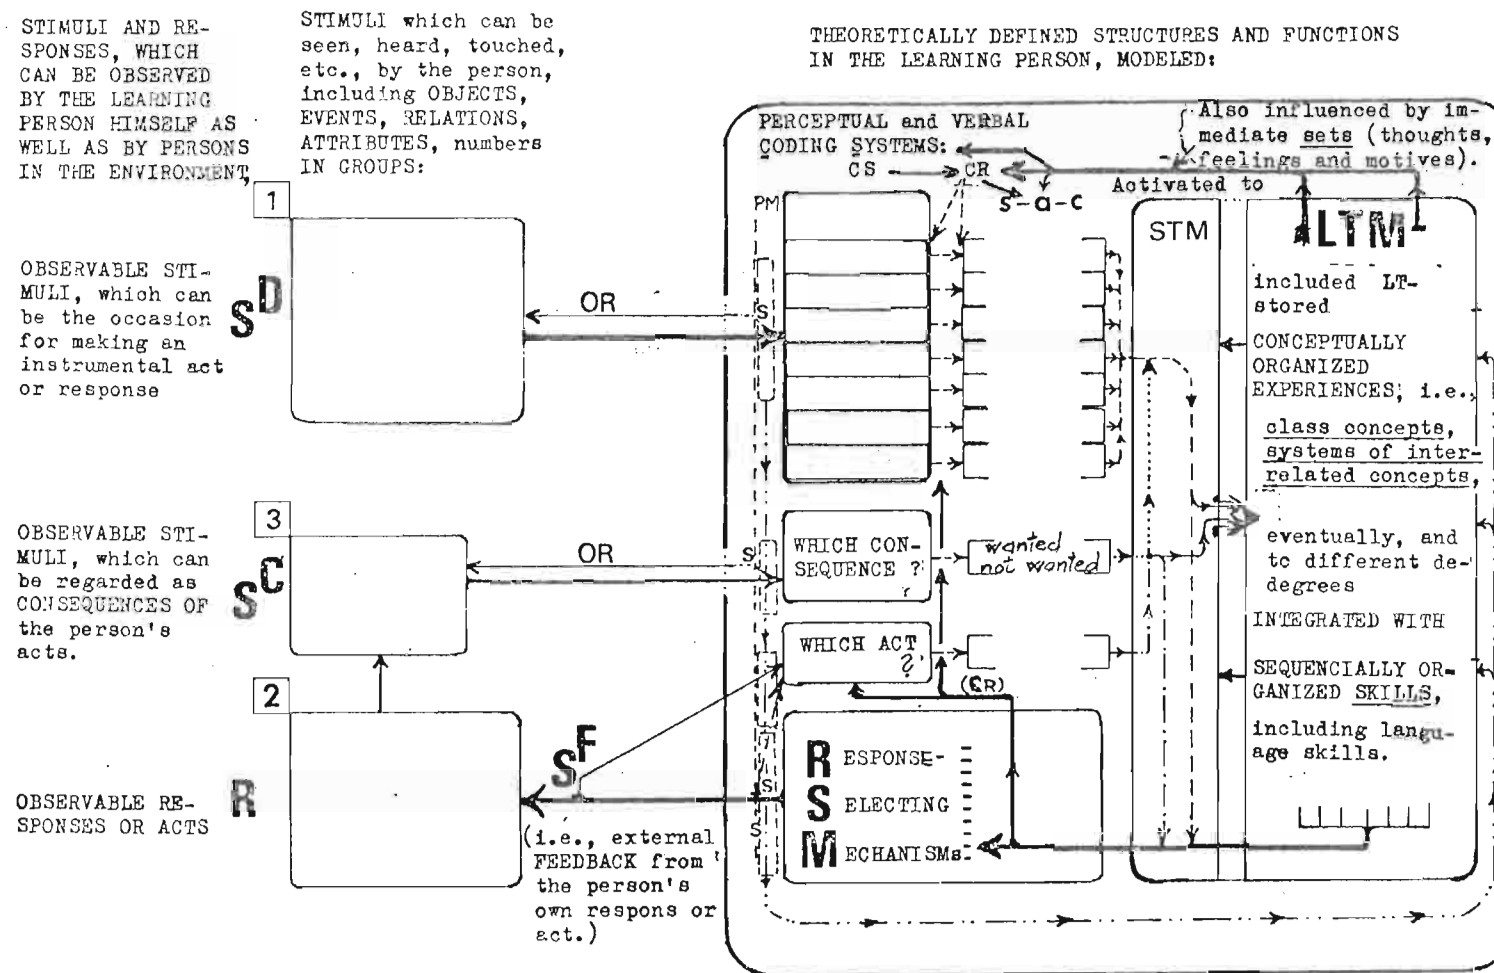 STIMULI AND RE-
SPONSES, WHICH
CAN BE OBSERVED
BY THE LEARNING
PERSON HIMSELF AS
WELL AS BY PERSONS
IN THE ENVIRONMENT,
STIMULI which can be
seen, heard, touched,
etc., by the person,
including OBJECTS,
EVENTS, RELATIONS,
ATTRIBUTES, numbers
IN GROUPS:
THEORETICALLY DEFINED STRUCTURES AND FUNCTIONS
IN THE LEARNING PERSON, MODELED:
PERCEPTUAL and VERBAL
CODING SYSTEMS:
CS
CR
s-a-c
Also influenced by im-
mediate sets (thoughts,
feelings and motives).
Activated to
1
OBSERVABLE STI-
MULI, which can
be the occasion
for making an
instrumental act
or response
SD
OR
PM
S
STM
LTM
included LT-
stored
CONCEPTUALLY
ORGANIZED
EXPERIENCES, i.e.,
class concepts,
systems of inter-
related concepts,
eventually, and
to different de-
degrees
INTEGRATED WITH
SEQUENCIALLY OR-
GANIZED SKILLS,
including langu-
age skills.
3
OBSERVABLE STI-
MULI, which can
be regarded as
CONSEQUENCES OF
the person's
acts.
SC
OR
S
WHICH CON-
SEQUENCE ?
wanted
not wanted
WHICH ACT
?
(CR)
2
OBSERVABLE RE-
SPONSES OR ACTS
R
SF
(i.e., external
FEEDBACK from
the person's
own respons or
act.)
S
S
RESPONSE-
SELECTING
MECHANISMs